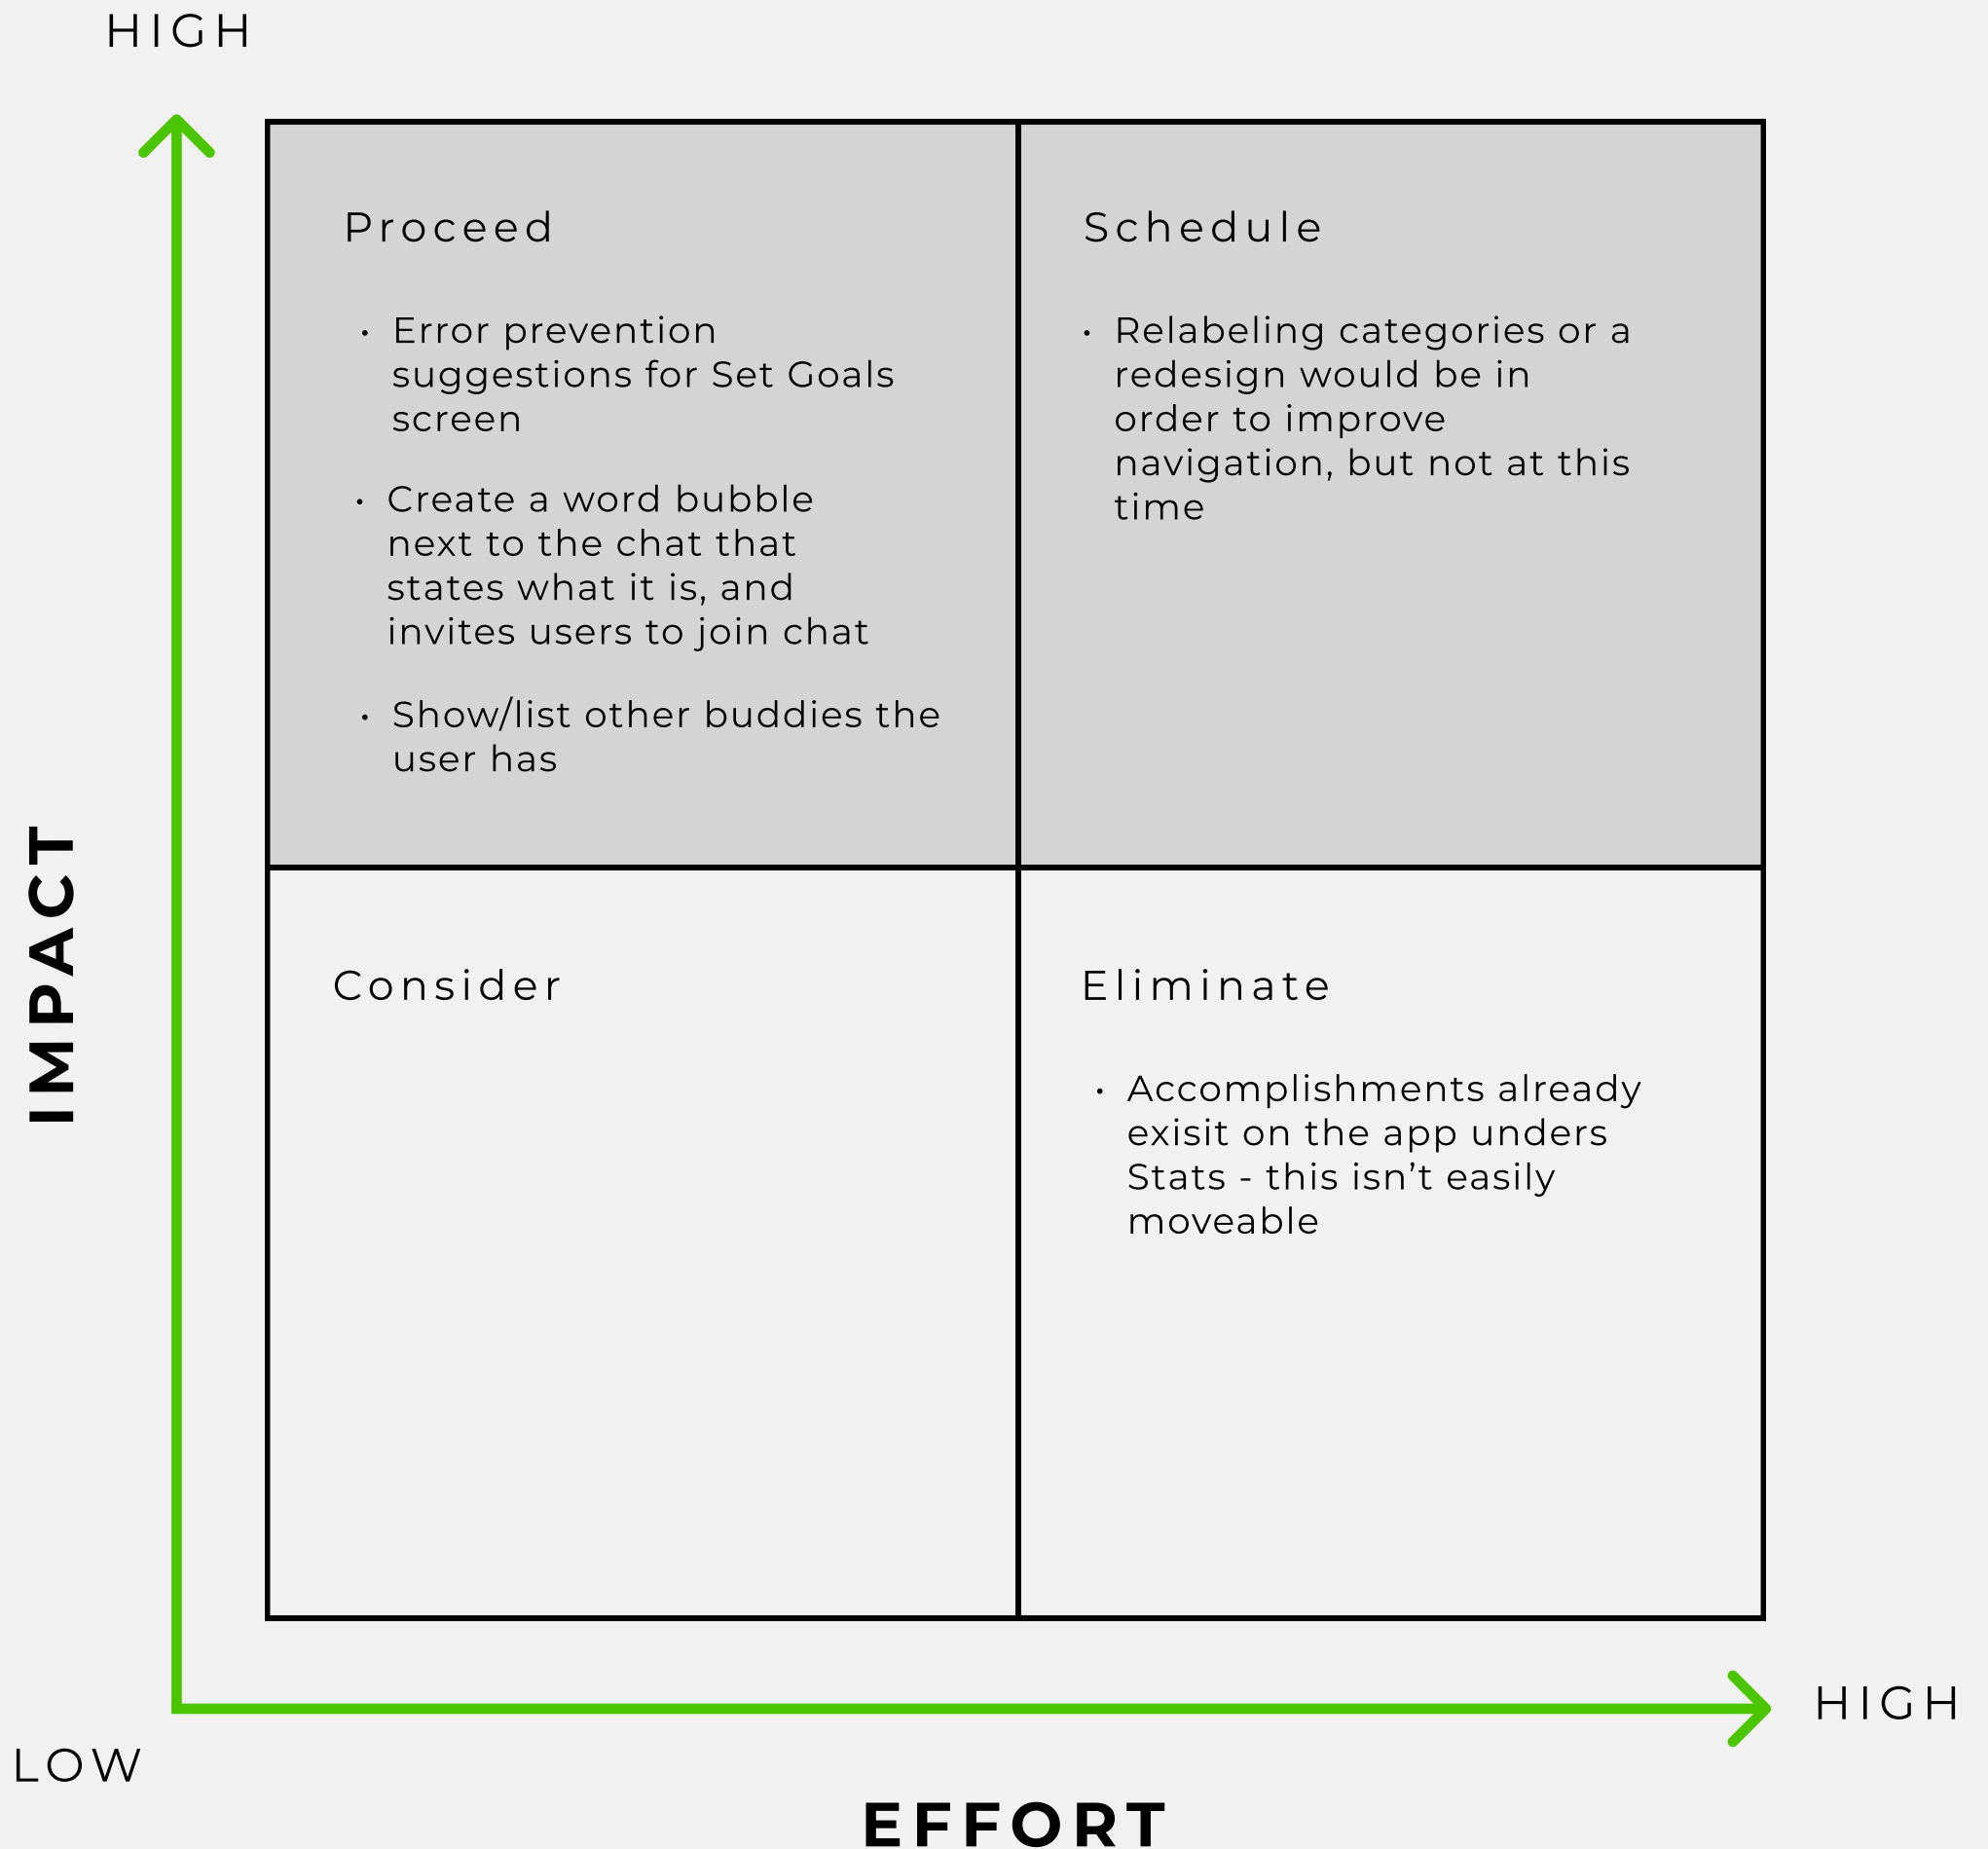 HIGH
Proceed
• Error prevention
suggestions for Set Goals
screen
• Create a word bubble
next to the chat that
states what it is, and
invites users to join chat
• Show/list other buddies the
user has
Schedule
• Relabeling categories or a
redesign would be in
order to improve
navigation, but not at this
time
IMPACT
Consider
Eliminate
• Accomplishments already
exisit on the app unders
Stats - this isn’t easily
moveable
HIGH
LOW
EFFORT